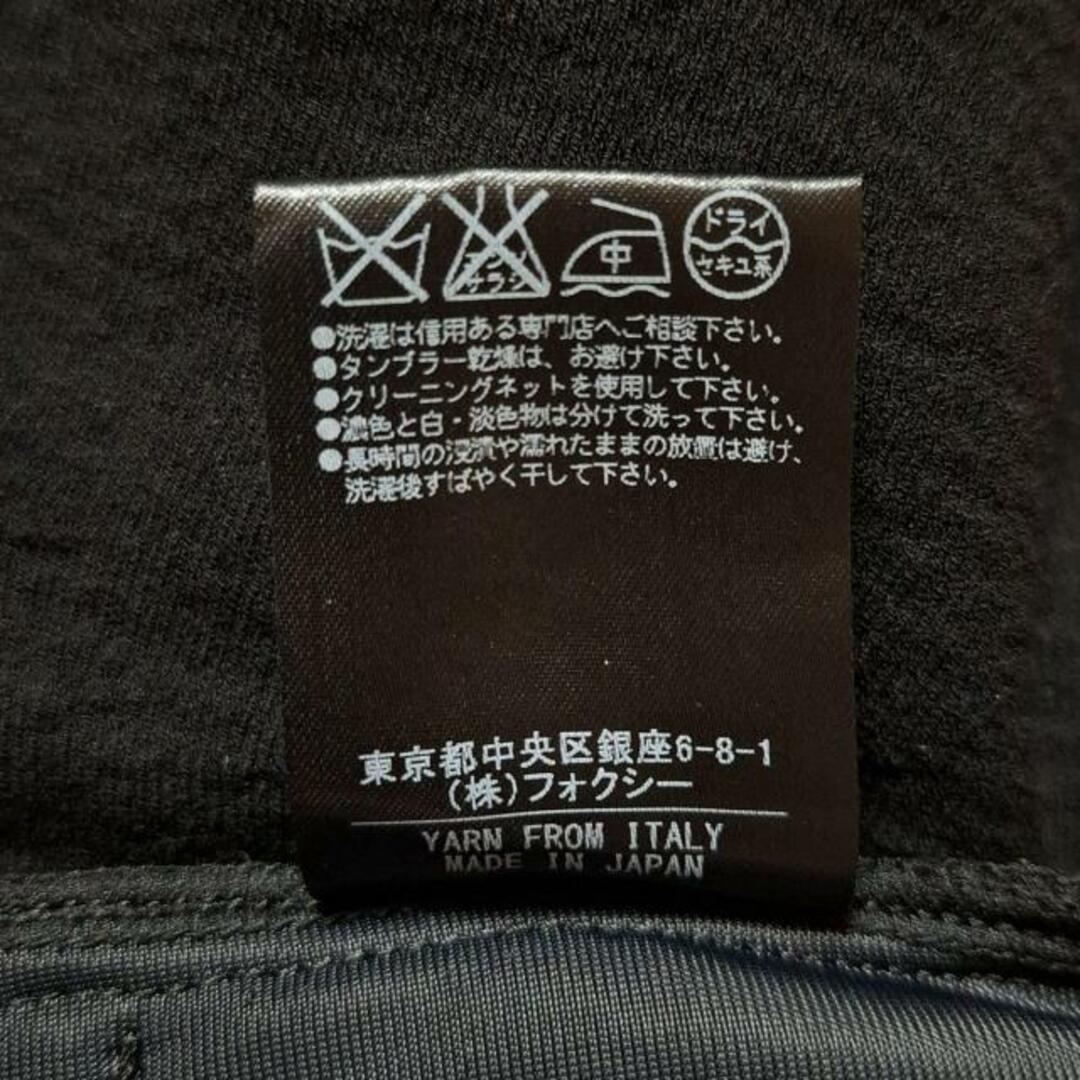 エンソ
サラシ
中
ドライ
セキユ系
●洗濯は信用ある専門店へご相談下さい。
●タンブラー乾燥は、お避け下さい。
●クリーニングネットを使用して下さい。
●濃色と白・淡色物は分けて洗って下さい。
●長時間の浸漬や濡れたままの放置は避け、
洗濯後すばやく干して下さい。
東京都中央区銀座6-8-1
(株)フォクシー
YARN FROM ITALY
MADE IN JAPAN